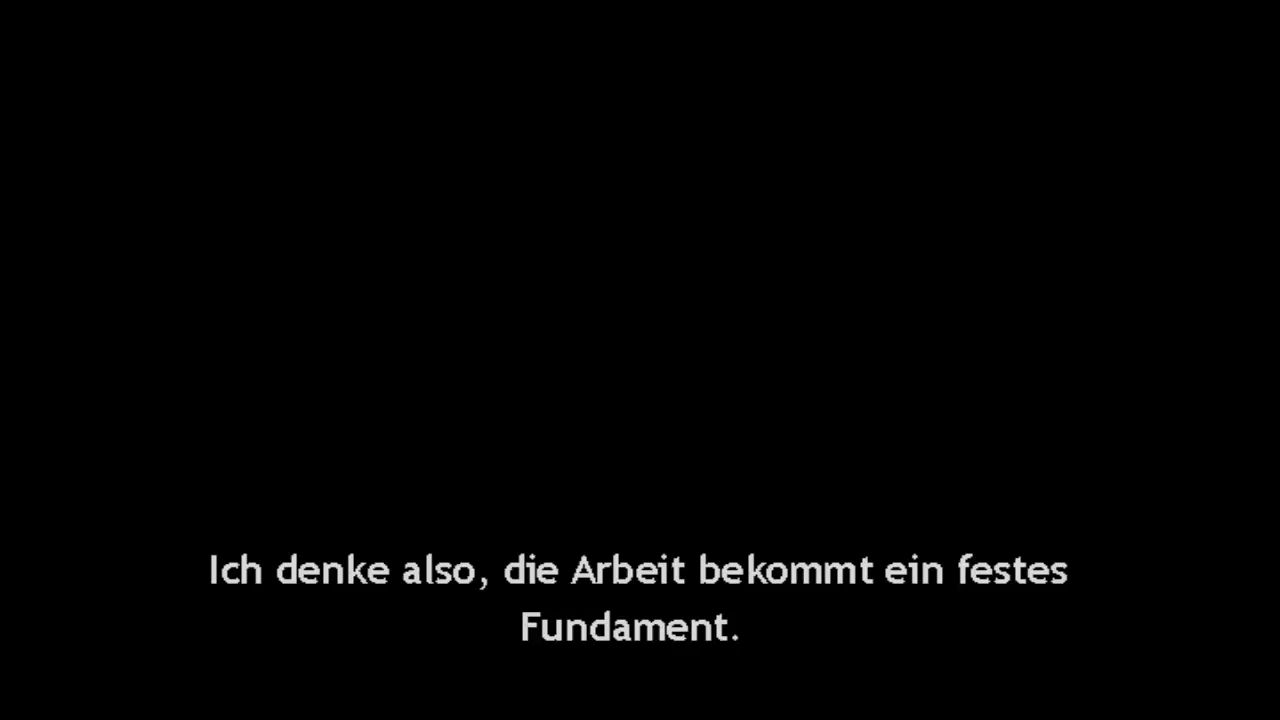 Ich denke also, die Arbeit bekommt ein festes
Fundament.